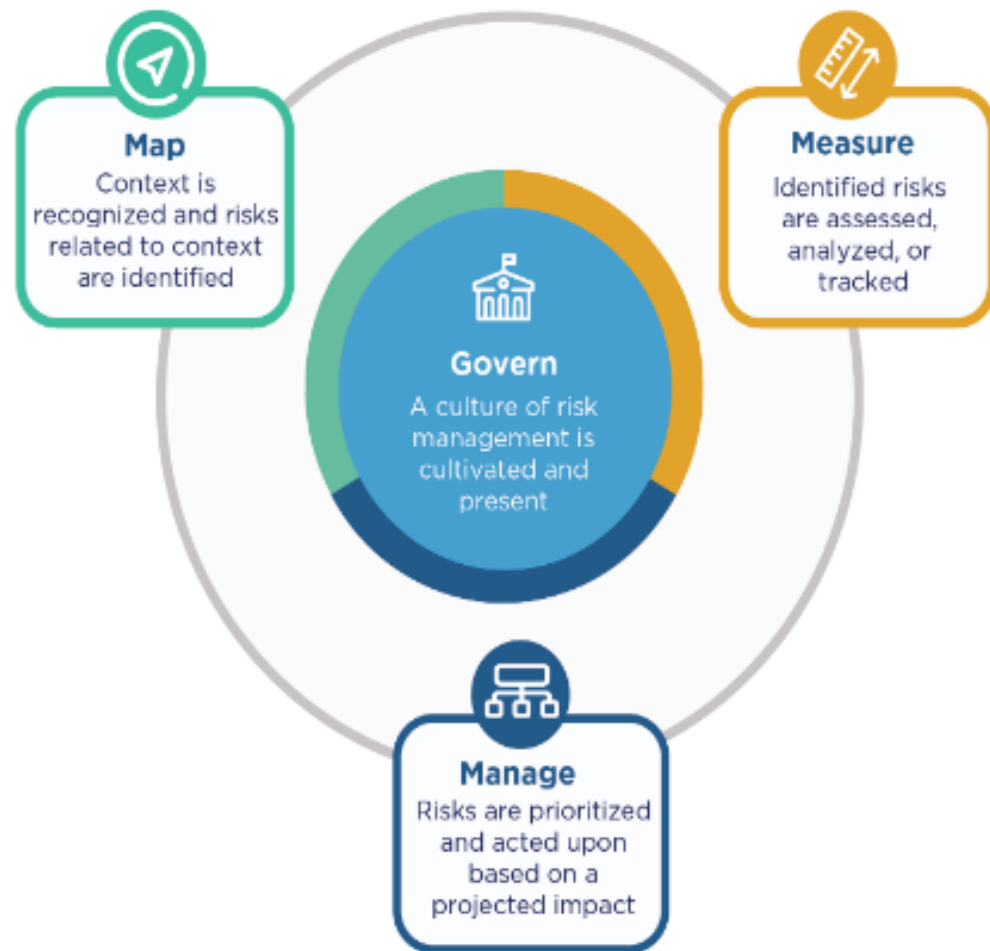 Map
Context is
recognized and risks
related to context
are identified
Measure
Identified risks
are assessed,
analyzed, or
tracked
Govern
A culture of risk
management is
cultivated and
present
Manage
Risks are prioritized
and acted upon
based on a
projected impact